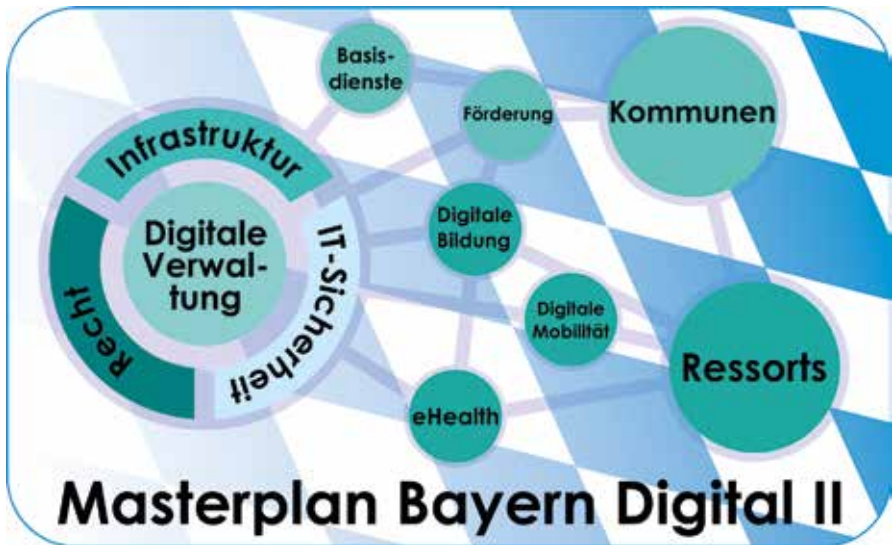 Basis-
dienste
Förderung
Kommunen
Infrastruktur
Digitale
Verwal-
tung
Recht
IT-Sicherheit
Digitale
Bildung
Digitale
Mobilität
Ressorts
eHealth
Masterplan Bayern Digital II